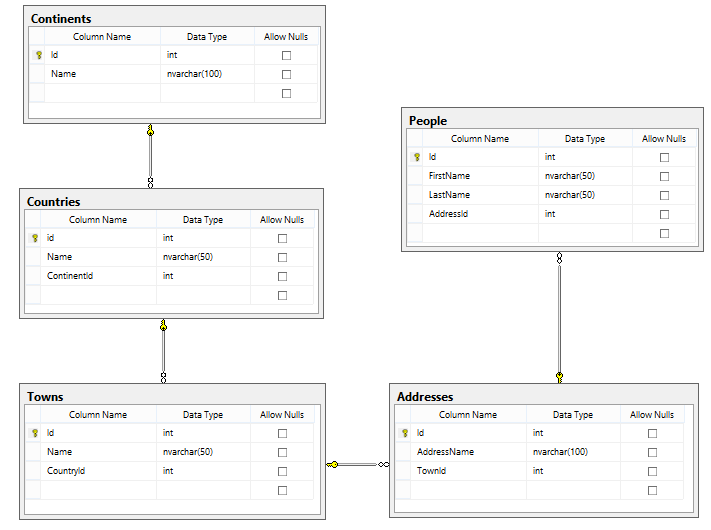 Continents
Column Name Data Type Allow Nulls
Id int
Name nvarchar(100)
People
Column Name Data Type Allow Nulls
Id int
FirstName nvarchar(50)
LastName nvarchar(50)
AddressId int
Countries
Column Name Data Type Allow Nulls
id int
Name nvarchar(50)
ContinentId int
Towns
Column Name Data Type Allow Nulls
Id int
Name nvarchar(50)
CountryId int
Addresses
Column Name Data Type Allow Nulls
Id int
AddressName nvarchar(100)
TownId int